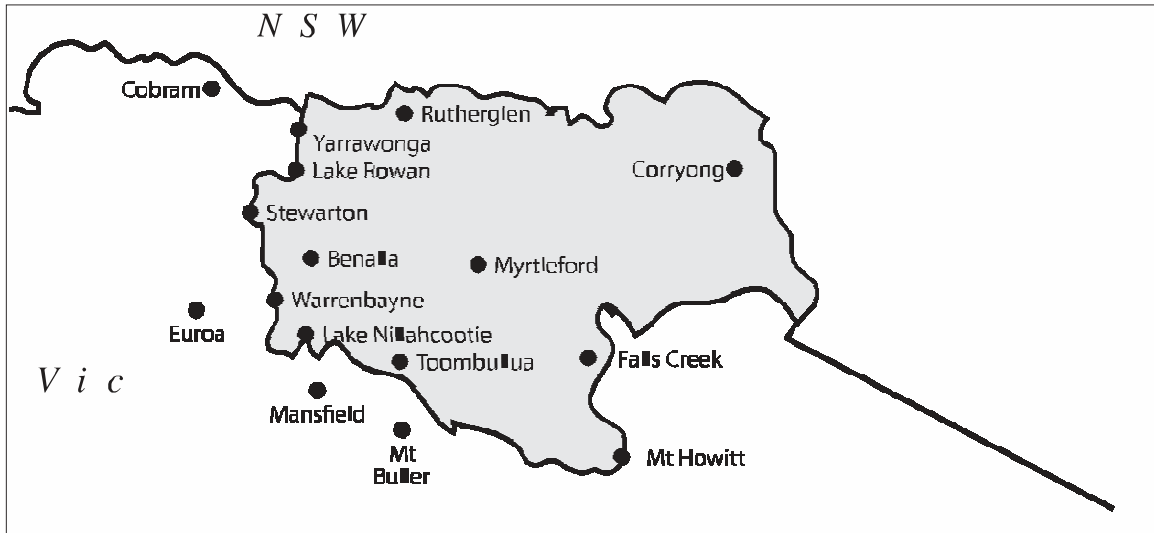 N S W
Cobram
Rutherglen
Yarrawonga
Lake Rowan
Corryong
Stewarton
Benalla
Myrtleford
Warrenbayne
Euroa
Lake Nillahcootie
Toombullua
Falls Creek
V i c
Mansfield
Mt
Buller
Mt Howitt